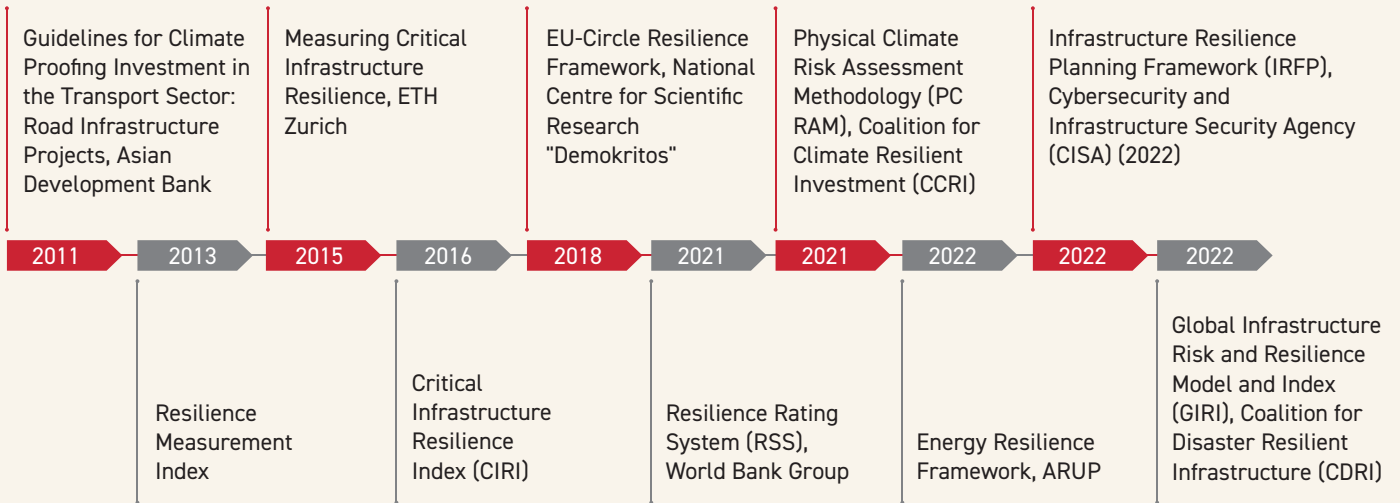 Guidelines for Climate
Proofing Investment in
the Transport Sector:
Road Infrastructure
Projects, Asian
Development Bank
Measuring Critical
Infrastructure
Resilience, ETH
Zurich
EU-Circle Resilience
Framework, National
Centre for Scientific
Research
"Demokritos"
Physical Climate
Risk Assessment
Methodology (PC
RAM), Coalition for
Climate Resilient
Investment (CCRI)
Infrastructure Resilience
Planning Framework (IRFP),
Cybersecurity and
Infrastructure Security Agency
(CISA) (2022)
2011
2013
2015
2016
2018
2021
2021
2022
2022
2022
Resilience
Measurement
Index
Critical
Infrastructure
Resilience
Index (CIRI)
Resilience Rating
System (RSS),
World Bank Group
Energy Resilience
Framework, ARUP
Global Infrastructure
Risk and Resilience
Model and Index
(GIRI), Coalition for
Disaster Resilient
Infrastructure (CDRI)